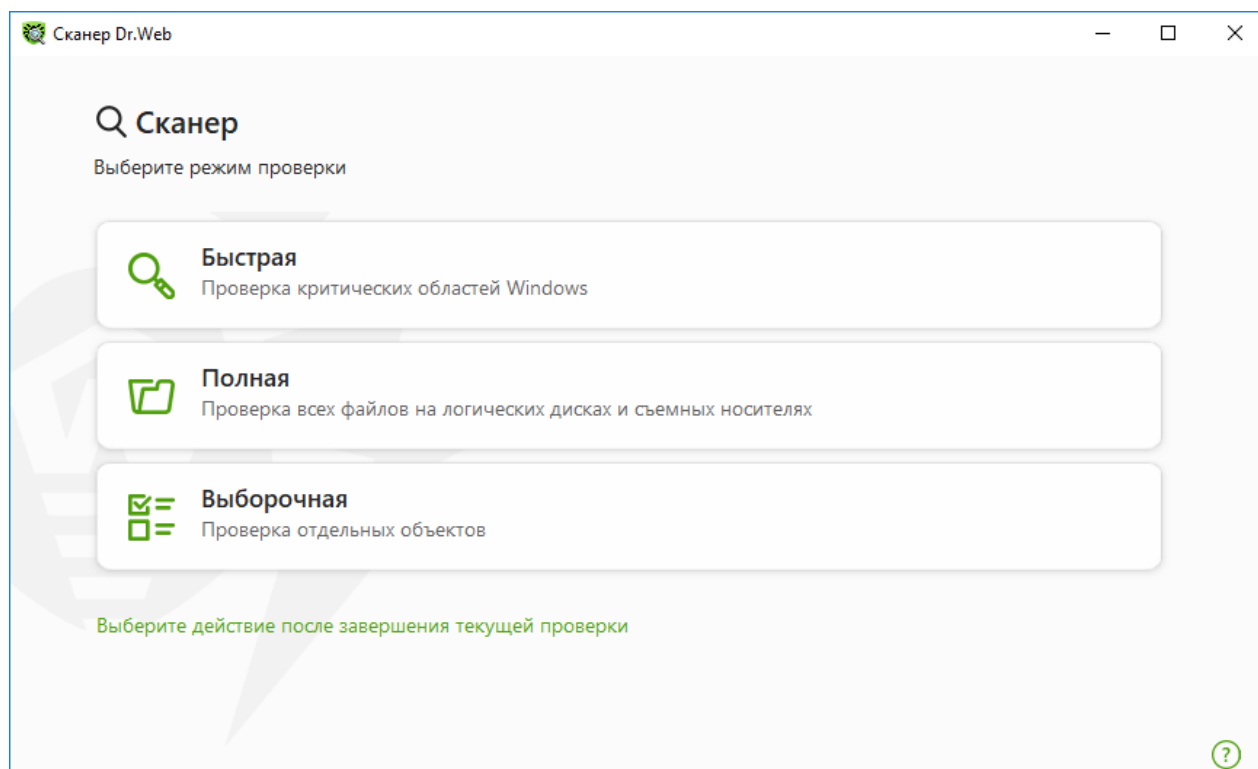 Сканер Dr.Web
Сканер
Выберите режим проверки
Быстрая
Проверка критических областей Windows
Полная
Проверка всех файлов на логических дисках и съемных носителях
Выборочная
Проверка отдельных объектов
Выберите действие после завершения текущей проверки
?